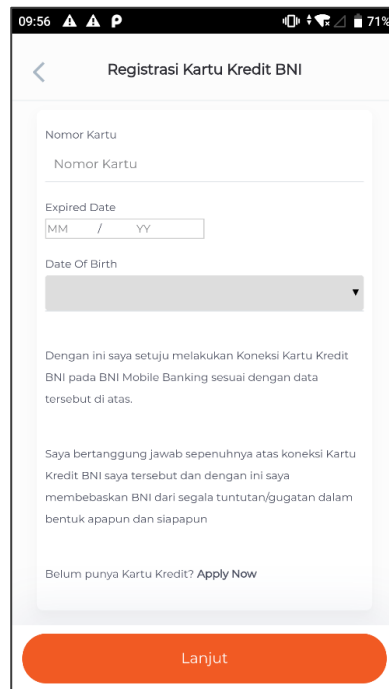 09:56
71%
Registrasi Kartu Kredit BNI
Nomor Kartu
Nomor Kartu
Expired Date
MM / YY
Date Of Birth
Dengan ini saya setuju melakukan Koneksi Kartu Kredit
BNI pada BNI Mobile Banking sesuai dengan data
tersebut di atas.
Saya bertanggung jawab sepenuhnya atas koneksi Kartu
Kredit BNI saya tersebut dan dengan ini saya
membebaskan BNI dari segala tuntutan/gugatan dalam
bentuk apapun dan siapapun
Belum punya Kartu Kredit? Apply Now
Lanjut